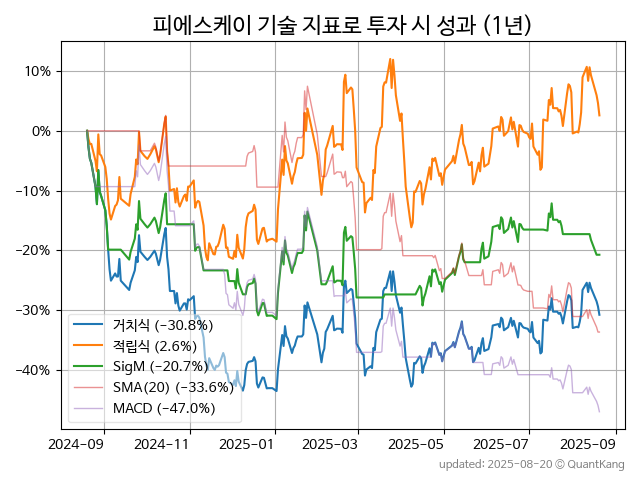 피에스케이 기술 지표로 투자 시 성과 (1년)
10%
0%
−10%
−20%
−30%
−40%
거치식 (−30.8%)
적립식 (2.6%)
SigM (−20.7%)
SMA(20) (−33.6%)
MACD (−47.0%)
2024-09 2024-11 2025-01 2025-03 2025-05 2025-07 2025-09
updated: 2025-08-20 © QuantKang